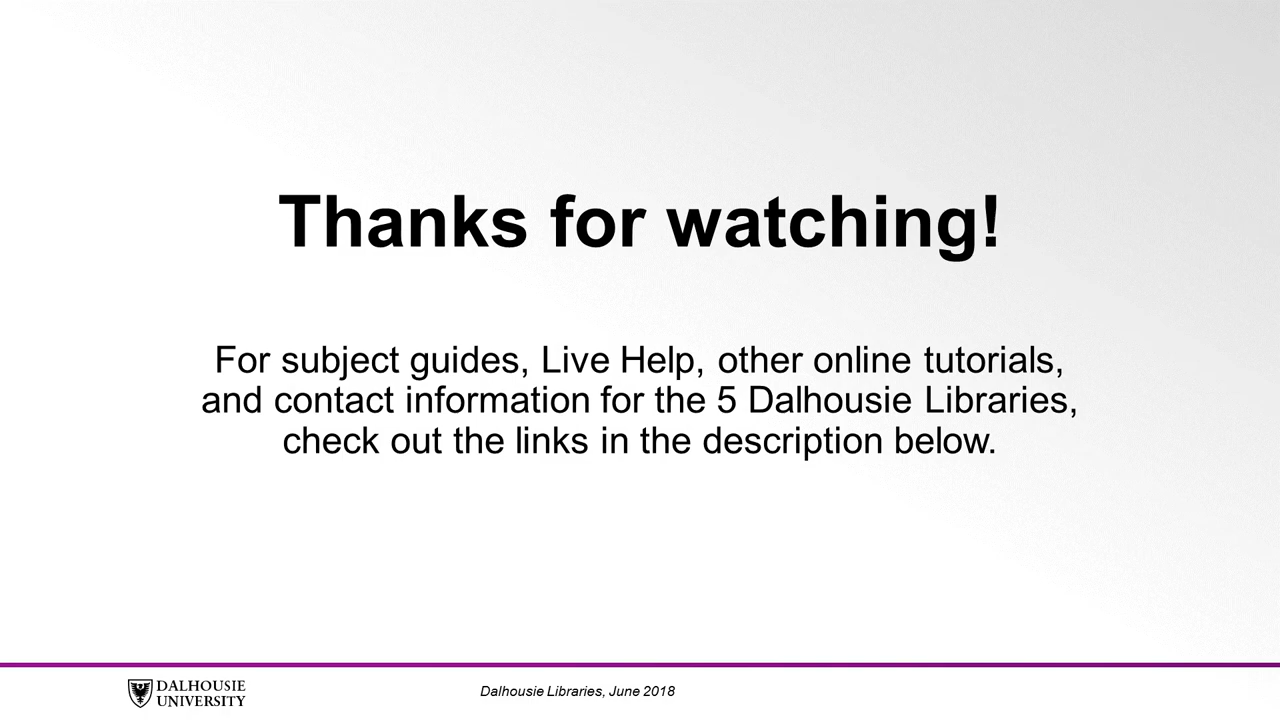 Thanks for watching!
For subject guides, Live Help, other online tutorials,
and contact information for the 5 Dalhousie Libraries,
check out the links in the description below.
DALHOUSIE
UNIVERSITY
Dalhousie Libraries, June 2018